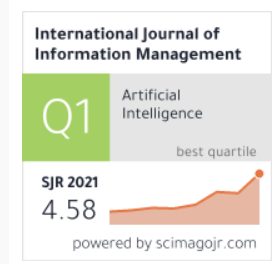 International Journal of
Information Management
Q1
Artificial
Intelligence
best quartile
SJR 2021
4.58
powered by scimagojr.com